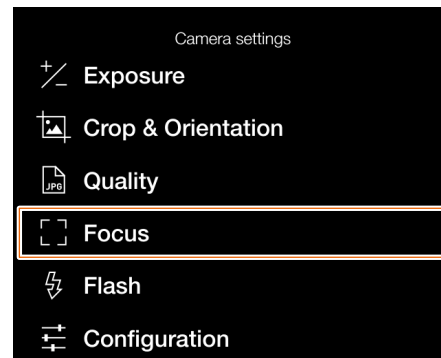 Camera settings
+/- Exposure
Crop & Orientation
JPG Quality
Focus
Flash
Configuration